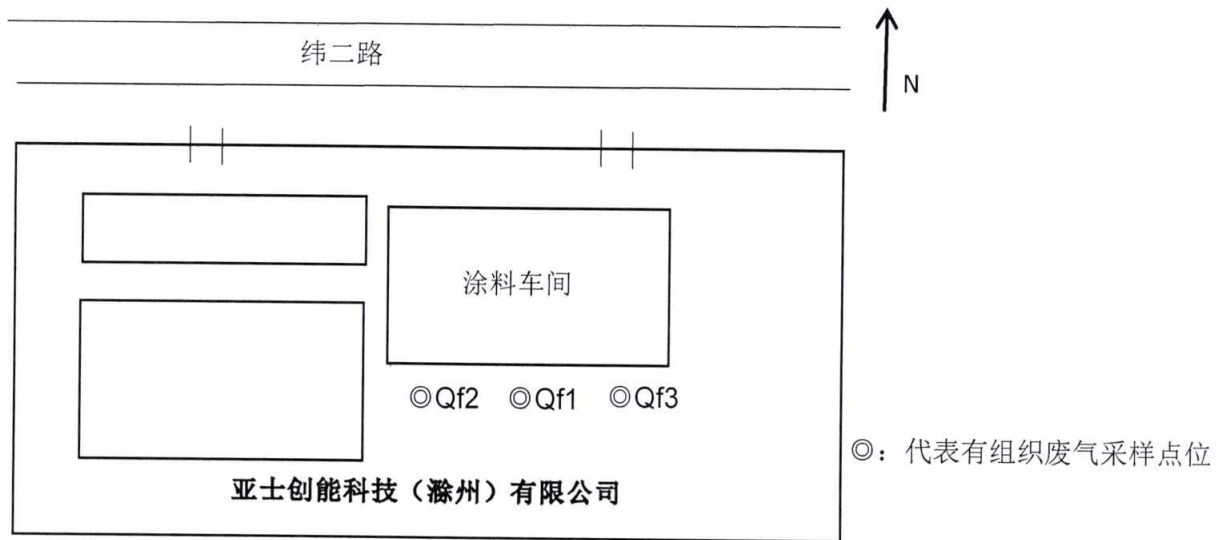 纬二路
N
涂料车间
◎Qf2 ◎Qf1 ◎Qf3
◎：代表有组织废气采样点位
亚士创能科技（滁州）有限公司